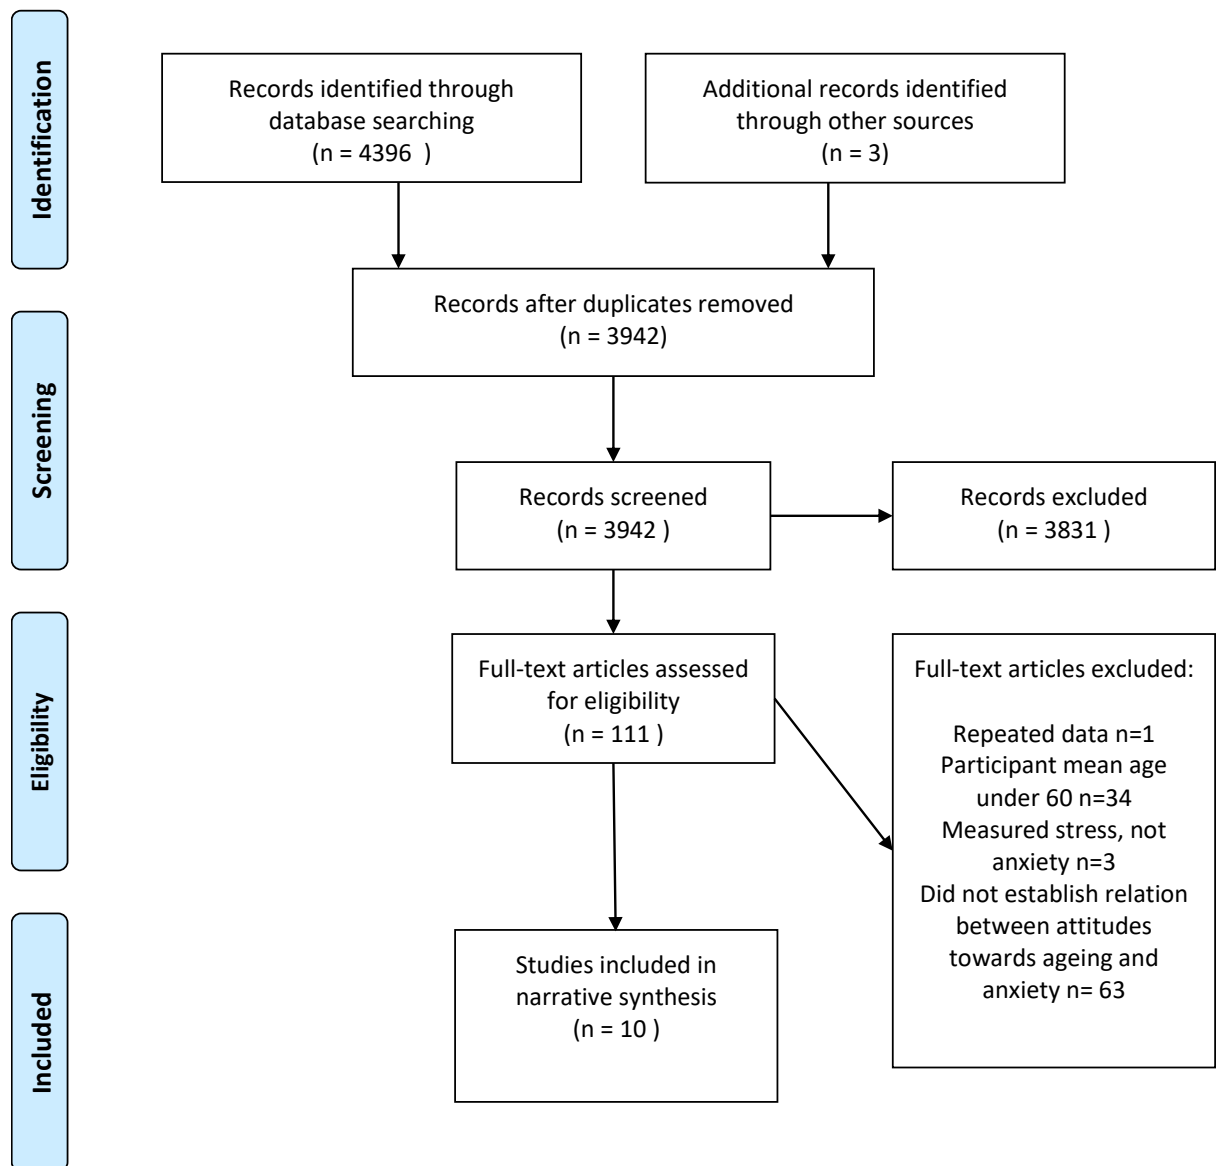 Identification
Records identified through
database searching
(n = 4396  )
Additional records identified
through other sources
(n = 3)
Records after duplicates removed
(n = 3942)
Screening
Records screened
(n = 3942 )
Records excluded
(n = 3831 )
Eligibility
Full-text articles assessed
for eligibility
(n = 111 )
Full-text articles excluded:
Repeated data n=1
Participant mean age
under 60 n=34
Measured stress, not
anxiety n=3
Did not establish relation
between attitudes
towards ageing and
anxiety n= 63
Included
Studies included in
narrative synthesis
(n = 10 )